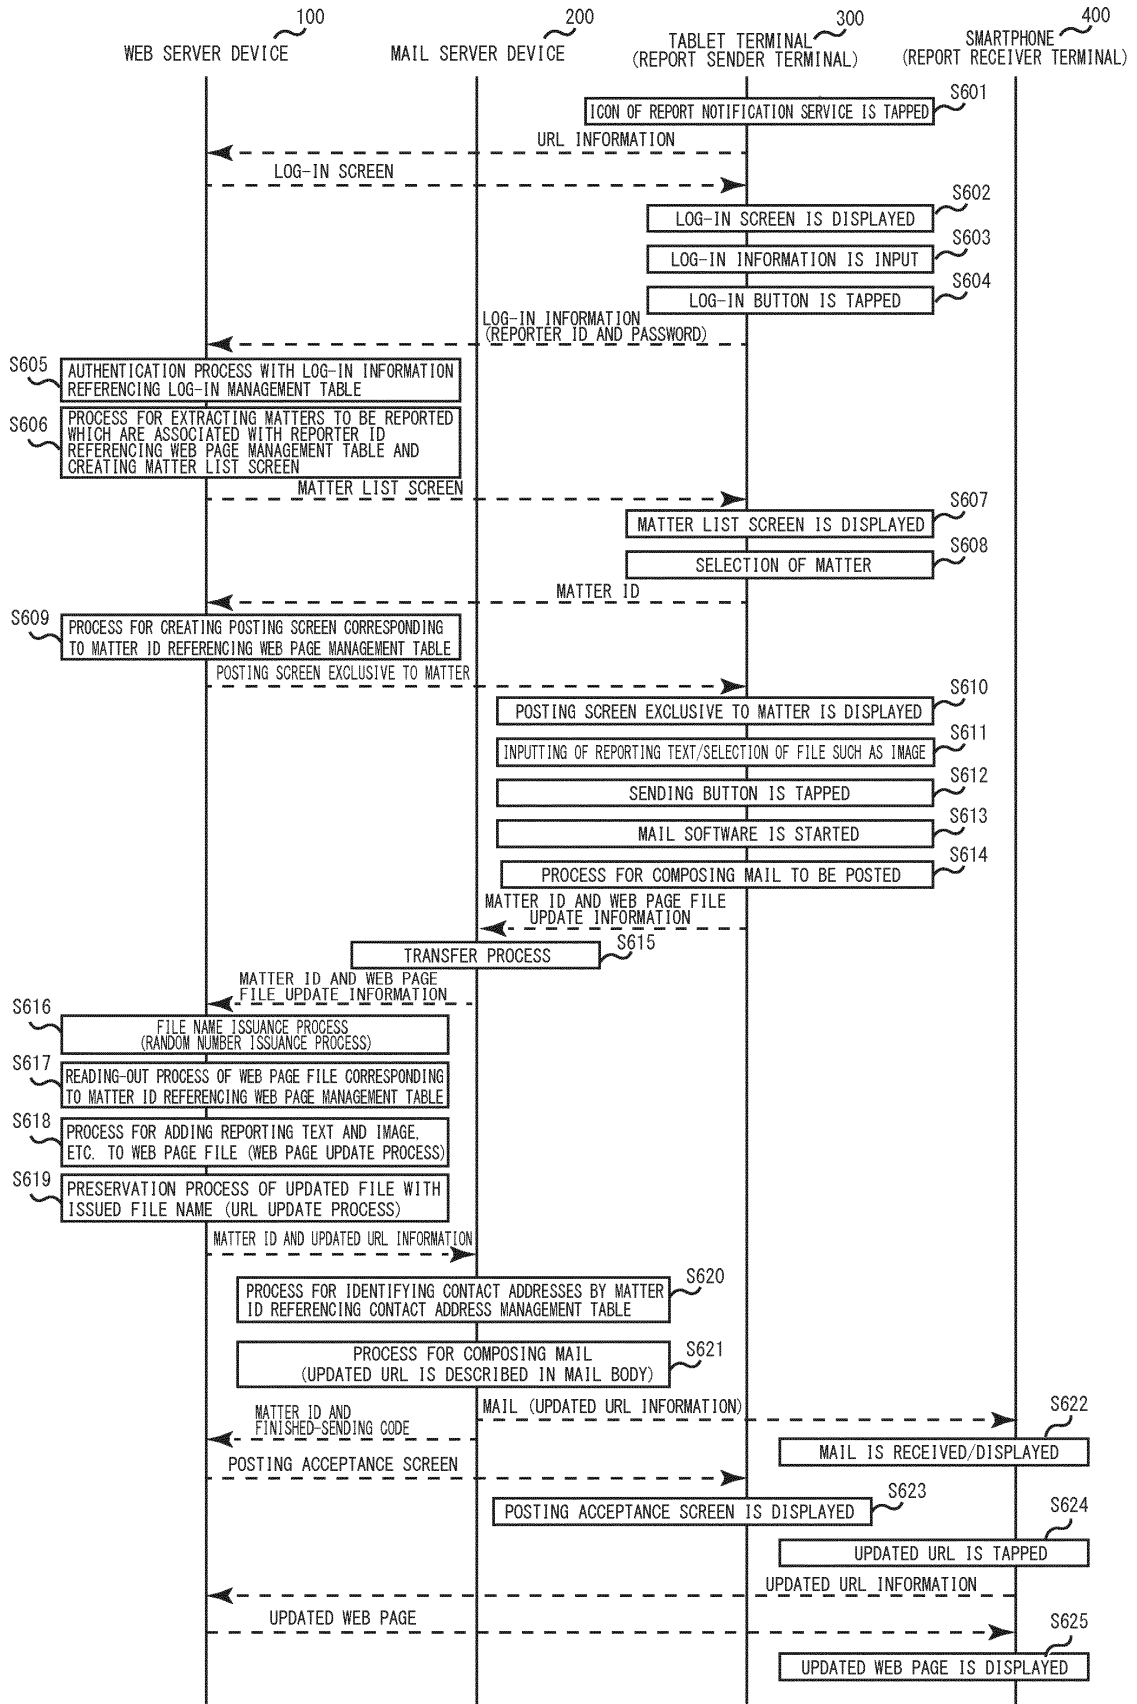 100
200
300
400
WEB SERVER DEVICE
MAIL SERVER DEVICE
TABLET TERMINAL
(REPORT SENDER TERMINAL)
SMARTPHONE
(REPORT RECEIVER TERMINAL)
S601
ICON OF REPORT NOTIFICATION SERVICE IS TAPPED
URL INFORMATION
LOG-IN SCREEN
S602
LOG-IN SCREEN IS DISPLAYED
S603
LOG-IN INFORMATION IS INPUT
S604
LOG-IN BUTTON IS TAPPED
LOG-IN INFORMATION
(REPORTER ID AND PASSWORD)
S605
AUTHENTICATION PROCESS WITH LOG-IN INFORMATION
REFERENCING LOG-IN MANAGEMENT TABLE
S606
PROCESS FOR EXTRACTING MATTERS TO BE REPORTED
WHICH ARE ASSOCIATED WITH REPORTER ID
REFERENCING WEB PAGE MANAGEMENT TABLE AND
CREATING MATTER LIST SCREEN
MATTER LIST SCREEN
S607
MATTER LIST SCREEN IS DISPLAYED
S608
SELECTION OF MATTER
MATTER ID
S609
PROCESS FOR CREATING POSTING SCREEN CORRESPONDING
TO MATTER ID REFERENCING WEB PAGE MANAGEMENT TABLE
POSTING SCREEN EXCLUSIVE TO MATTER
S610
POSTING SCREEN EXCLUSIVE TO MATTER IS DISPLAYED
S611
INPUTTING OF REPORTING TEXT/SELECTION OF FILE SUCH AS IMAGE
S612
SENDING BUTTON IS TAPPED
S613
MAIL SOFTWARE IS STARTED
S614
PROCESS FOR COMPOSING MAIL TO BE POSTED
MATTER ID AND WEB PAGE FILE
UPDATE INFORMATION
S615
TRANSFER PROCESS
MATTER ID AND WEB PAGE
FILE UPDATE INFORMATION
S616
FILE NAME ISSUANCE PROCESS
(RANDOM NUMBER ISSUANCE PROCESS)
S617
READING-OUT PROCESS OF WEB PAGE FILE CORRESPONDING
TO MATTER ID REFERENCING WEB PAGE MANAGEMENT TABLE
S618
PROCESS FOR ADDING REPORTING TEXT AND IMAGE,
ETC. TO WEB PAGE FILE (WEB PAGE UPDATE PROCESS)
S619
PRESERVATION PROCESS OF UPDATED FILE WITH
ISSUED FILE NAME (URL UPDATE PROCESS)
MATTER ID AND UPDATED URL INFORMATION
S620
PROCESS FOR IDENTIFYING CONTACT ADDRESSES BY MATTER
ID REFERENCING CONTACT ADDRESS MANAGEMENT TABLE
S621
PROCESS FOR COMPOSING MAIL
(UPDATED URL IS DESCRIBED IN MAIL BODY)
MAIL (UPDATED URL INFORMATION)
MATTER ID AND
FINISHED-SENDING CODE
S622
MAIL IS RECEIVED/DISPLAYED
POSTING ACCEPTANCE SCREEN
S623
POSTING ACCEPTANCE SCREEN IS DISPLAYED
S624
UPDATED URL IS TAPPED
UPDATED URL INFORMATION
UPDATED WEB PAGE
S625
UPDATED WEB PAGE IS DISPLAYED